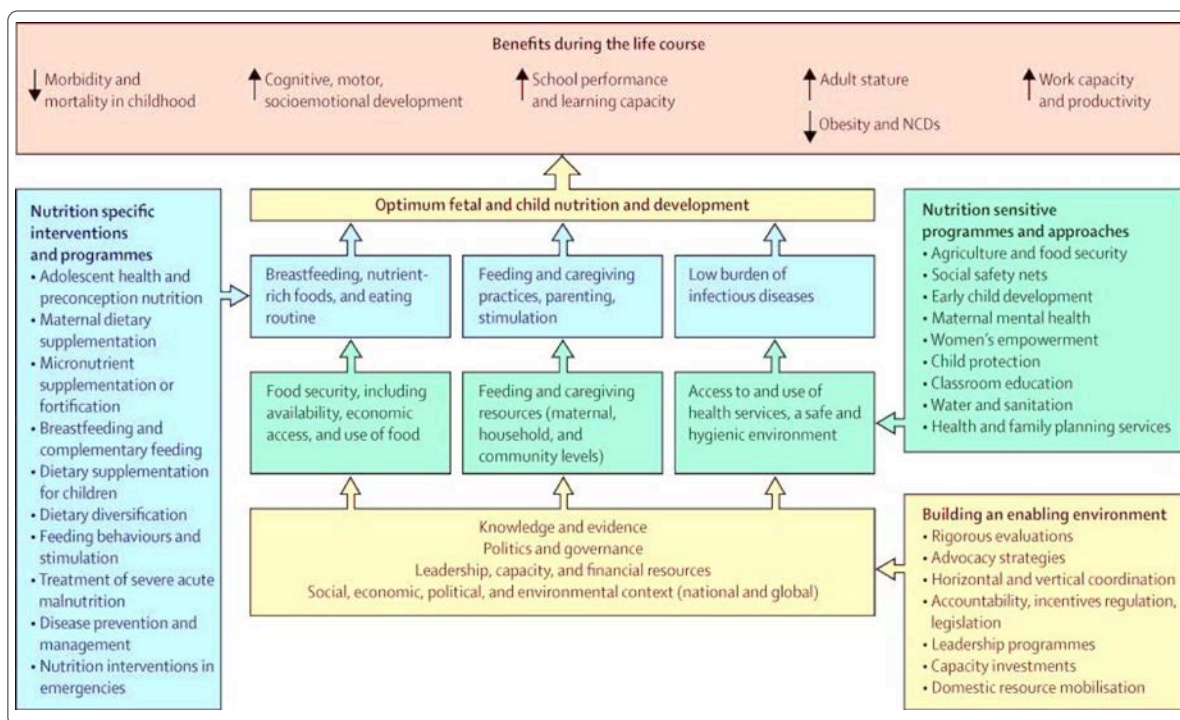 Benefits during the life course
Morbidity and
mortality in childhood
Cognitive, motor,
socioemotional development
School performance
and learning capacity
Adult stature
Obesity and NCDs
Work capacity
and productivity
Optimum fetal and child nutrition and development
Nutrition specific
interventions
and programmes
• Adolescent health and
preconception nutrition
• Maternal dietary
supplementation
• Micronutrient
supplementation or
fortification
• Breastfeeding and
complementary feeding
• Dietary supplementation
for children
• Dietary diversification
• Feeding behaviours and
stimulation
• Treatment of severe acute
malnutrition
• Disease prevention and
management
• Nutrition interventions in
emergencies
Breastfeeding, nutrient-
rich foods, and eating
routine
Feeding and caregiving
practices, parenting,
stimulation
Low burden of
infectious diseases
Food security, including
availability, economic
access, and use of food
Feeding and caregiving
resources (maternal,
household, and
community levels)
Access to and use of
health services, a safe and
hygienic environment
Knowledge and evidence
Politics and governance
Leadership, capacity, and financial resources
Social, economic, political, and environmental context (national and global)
Nutrition sensitive
programmes and approaches
• Agriculture and food security
• Social safety nets
• Early child development
• Maternal mental health
• Women's empowerment
• Child protection
• Classroom education
• Water and sanitation
• Health and family planning services
Building an enabling environment
• Rigorous evaluations
• Advocacy strategies
• Horizontal and vertical coordination
• Accountability, incentives regulation,
legislation
• Leadership programmes
• Capacity investments
• Domestic resource mobilisation